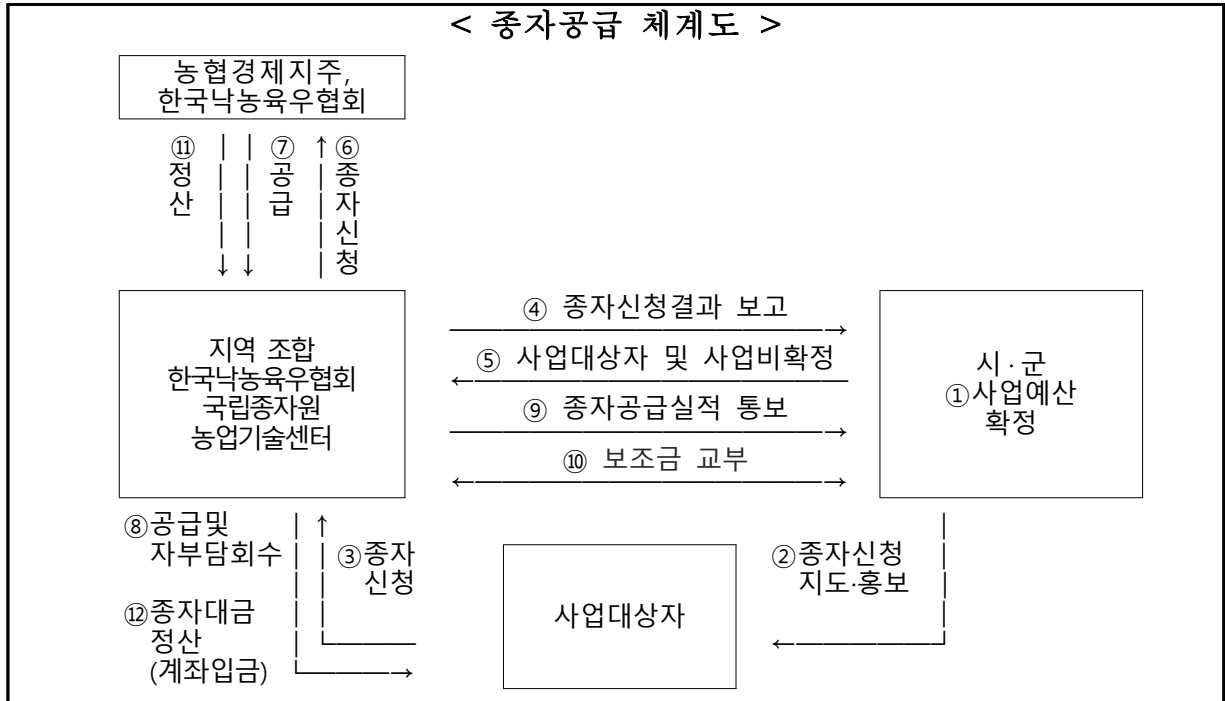 < 종자공급 체계도 >
농협경제지주,
한국낙농육우협회
⑪정산
⑦공급
⑥종자신청
지역 조합
한국낙농육우협회
국립종자원
농업기술센터
④ 종자신청결과 보고
⑤ 사업대상자 및 사업비확정
⑨ 종자공급실적 통보
⑩ 보조금 교부
시·군
①사업예산
확정
⑧공급및
자부담회수
③종자
신청
⑫종자대금
정산
(계좌입금)
사업대상자
②종자신청
지도·홍보